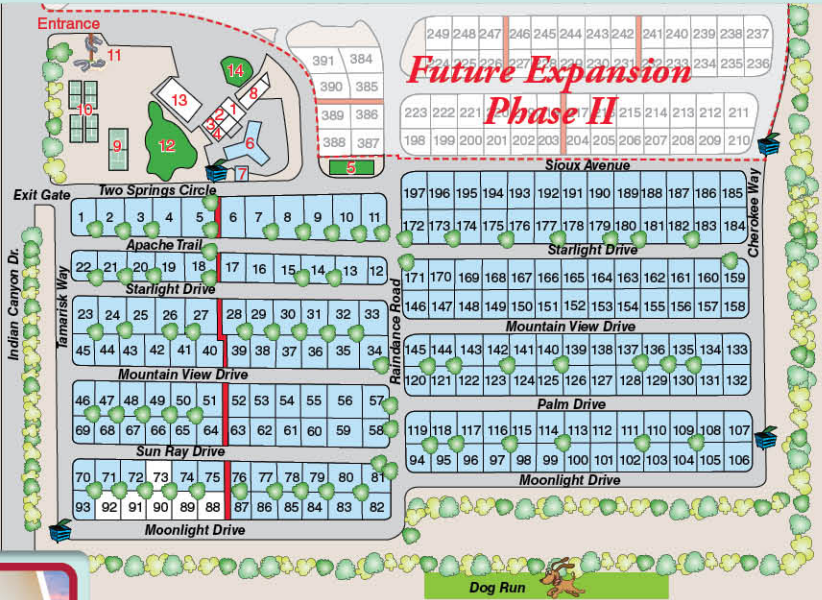 Entrance
11
10
9
12
13
14
8
1
2
3
4
6
7
5
391 384
390 385
389 386
388 387
249 248 247 246 245 244 243 242 241 240 239 238 237
227 228 229 230 231 232 233 234 235 236
Future Expansion
Phase II
223 222 221 217 215 214 213 212 211
198 199 200 201 202 203 204 205 206 207 208 209 210
Sioux Avenue
Exit Gate
Two Springs Circle
1 2 3 4 5 6 7 8 9 10 11
Apache Trail
22 21 20 19 18 17 16 15 14 13 12
Starlight Drive
23 24 25 26 27 28 29 30 31 32 33
45 44 43 42 41 40 39 38 37 36 35 34
Mountain View Drive
46 47 48 49 50 51 52 53 54 55 56 57
69 68 67 66 65 64 63 62 61 60 59 58
Sun Ray Drive
70 71 72 73 74 75 76 77 78 79 80 81
93 92 91 90 89 88 87 86 85 84 83 82
Moonlight Drive
Indian Canyon Dr.
Tamarisk Way
Raindance Road
Cherokee Way
197 196 195 194 193 192 191 190 189 188 187 186 185
172 173 174 175 176 177 178 179 180 181 182 183 184
Starlight Drive
171 170 169 168 167 166 165 164 163 162 161 160 159
146 147 148 149 150 151 152 153 154 155 156 157 158
Mountain View Drive
145 144 143 142 141 140 139 138 137 136 135 134 133
120 121 122 123 124 125 126 127 128 129 130 131 132
Palm Drive
119 118 117 116 115 114 113 112 111 110 109 108 107
94 95 96 97 98 99 100 101 102 103 104 105 106
Moonlight Drive
Dog Run